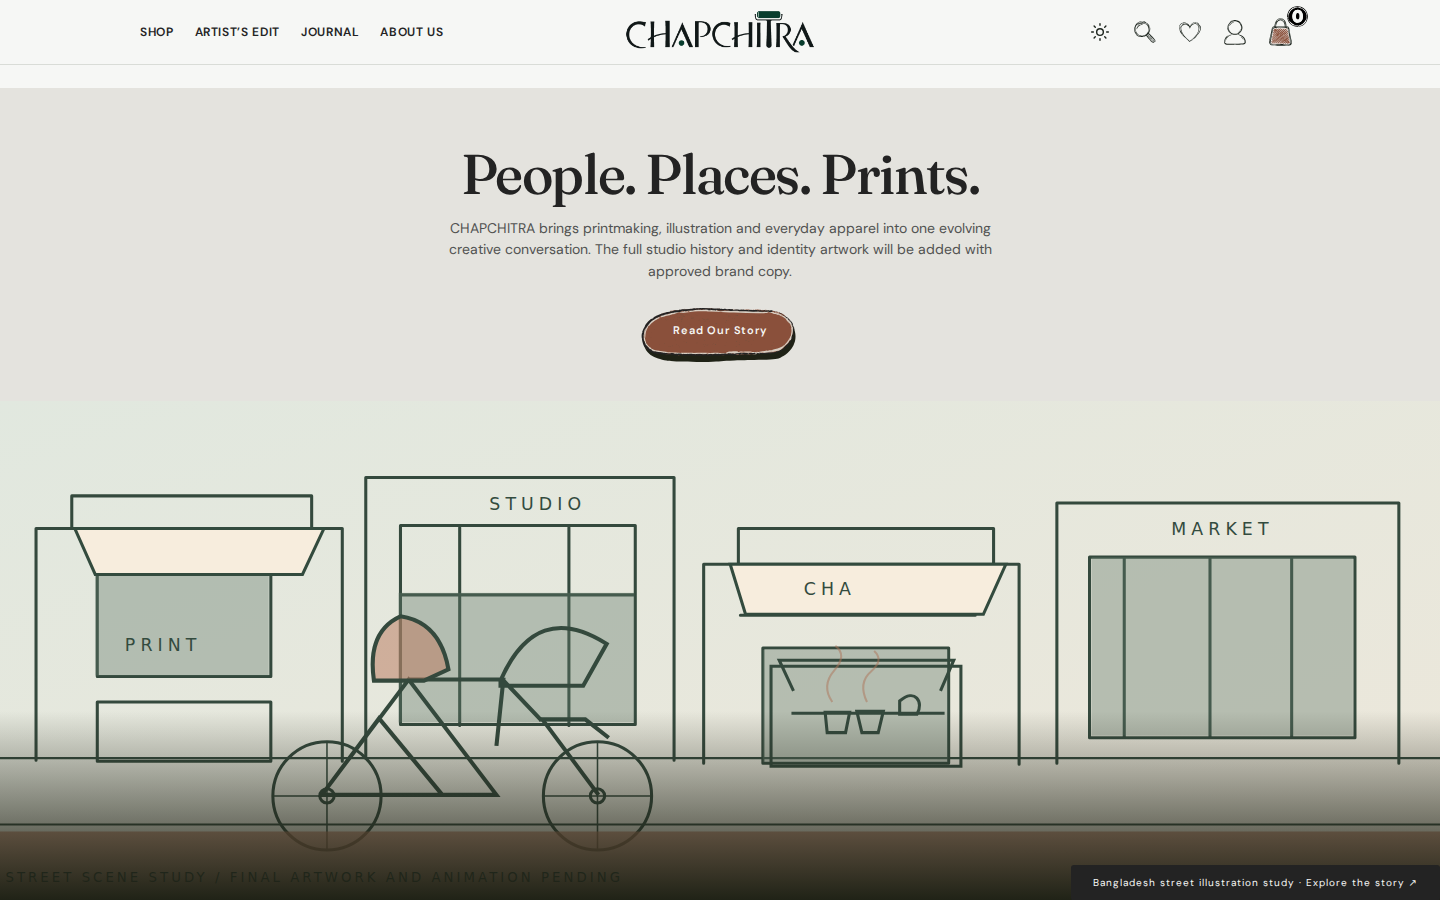 SHOP
ARTIST'S EDIT
JOURNAL
ABOUT US
CHAPCHITRA
0
People. Places. Prints.
CHAPCHITRA brings printmaking, illustration and everyday apparel into one evolving
creative conversation. The full studio history and identity artwork will be added with
approved brand copy.
Read Our Story
STUDIO
MARKET
CHA
PRINT
STREET SCENE STUDY / FINAL ARTWORK AND ANIMATION PENDING
Bangladesh street illustration study · Explore the story ↗